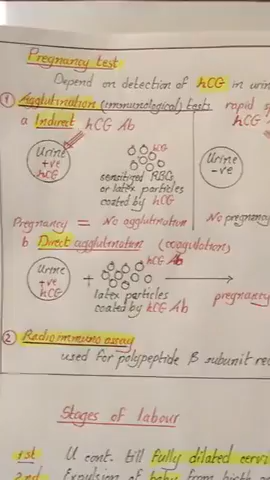 Pregnancy test
Depend on detection of hCG in urin
① Agglutination (immunological) tests rapid s
a Indirect hCG Ab
hCG
Urine +ve hCG
hCG
Urine -ve
sensitized RBCs
or latex particles
coated by hCG
Pregnancy = No agglutination
No pregnan
b Direct agglutination (coagulation)
hCG Ab
Urine +ve hCG
+
latex particles
coated by hCG Ab
pregnancy
② Radioimmuno assay
used for polypeptide β subunit re
Stages of labour
1st U cont. till fully dilated cervi
2nd Expulsion of baby from birth